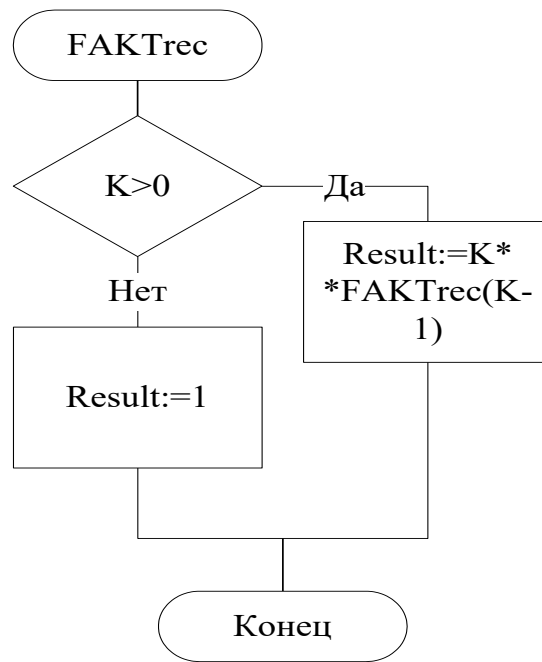 FAKTrec
K>0
Да
Result:=K*
*FAKTrec(K-
1)
Нет
Result:=1
Конец